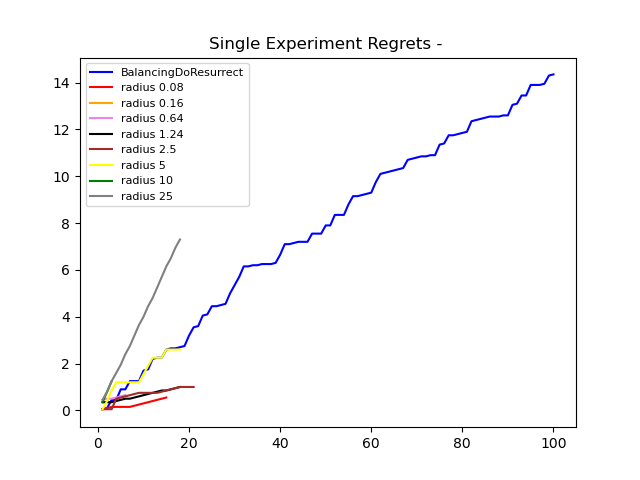 Single Experiment Regrets -
BalancingDoResurrect
radius 0.08
radius 0.16
radius 0.64
radius 1.24
radius 2.5
radius 5
radius 10
radius 25
14
12
10
8
6
4
2
0
0 20 40 60 80 100